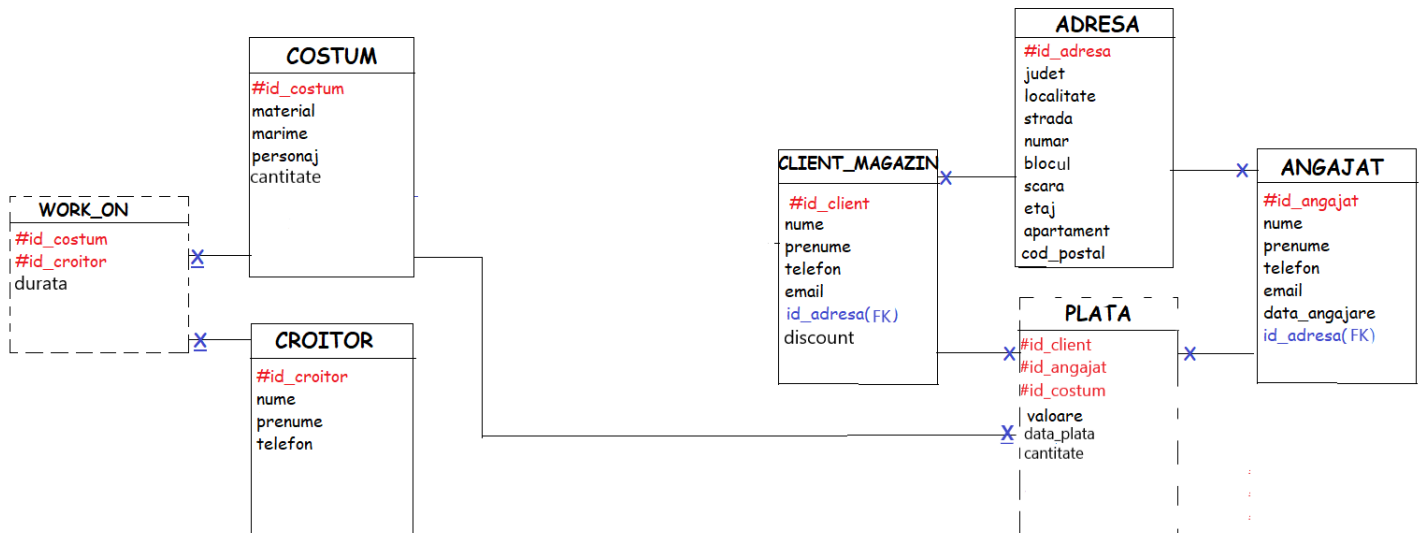 COSTUM
#id_costum
material
marime
personaj
cantitate
WORK_ON
#id_costum
#id_croitor
durata
X
X
CROITOR
#id_croitor
nume
prenume
telefon
CLIENT_MAGAZIN
#id_client
nume
prenume
telefon
email
id_adresa(FK)
discount
X
ADRESA
#id_adresa
judet
localitate
strada
numar
blocul
scara
etaj
apartament
cod_postal
X
ANGAJAT
#id_angajat
nume
prenume
telefon
email
data_angajare
id_adresa(FK)
PLATA
#id_client
#id_angajat
#id_costum
valoare
data_plata
cantitate
X
X
X